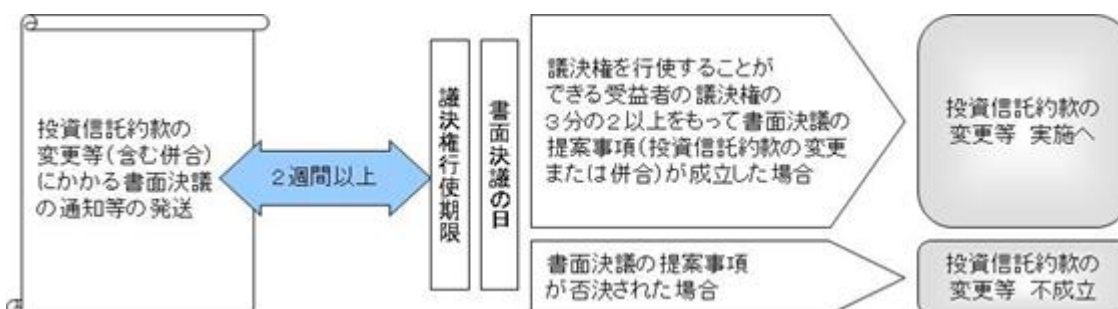 投資信託約款の
変更等(含む併合)
にかかる書面決議
の通知等の発送
2週間以上
議決権行使期限
書面決議の日
議決権を行使することが
できる受益者の議決権の
3分の2以上をもって書面決議の
提案事項(投資信託約款の変更
または併合)が成立した場合
投資信託約款の
変更等 実施へ
書面決議の提案事項
が否決された場合
投資信託約款の
変更等 不成立